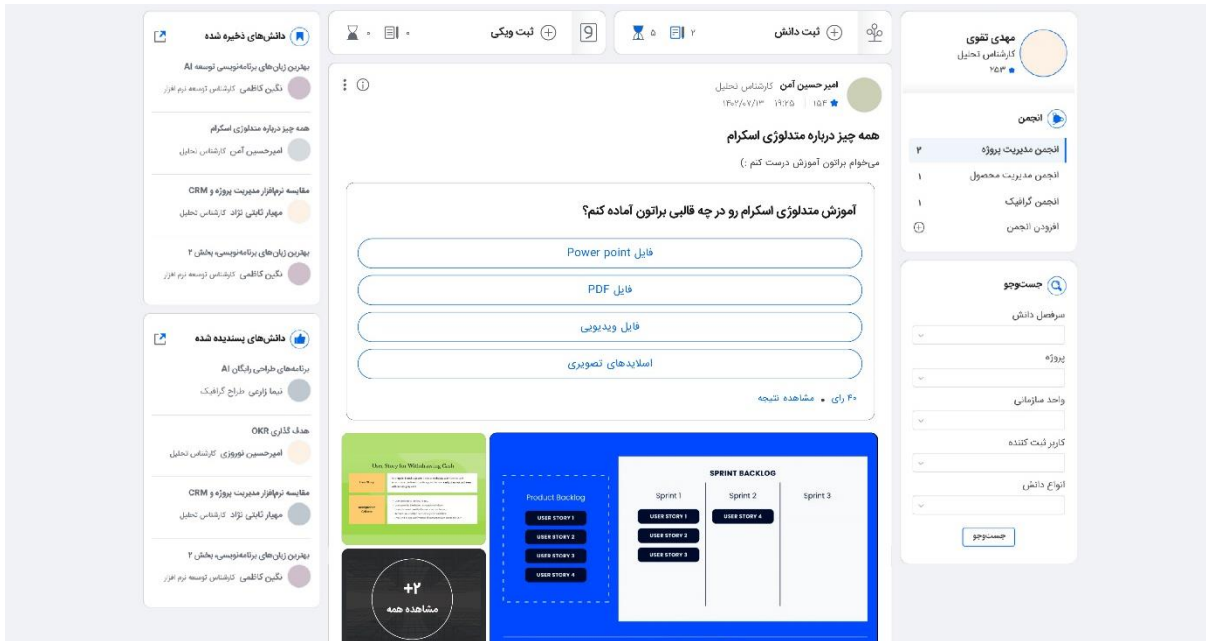 مهدی تقوی
کارشناس تحلیل
۲۵۳
انجمن
انجمن مدیریت پروژه ۲
انجمن مدیریت محصول ۱
انجمن گرافیک ۱
افزودن انجمن
جست‌وجو
سرفصل دانش
پروژه
واحد سازمانی
کاربر ثبت کننده
انواع دانش
جست‌وجو
ثبت دانش ۲ ۵
ثبت ویکی ۰ ۰
امیر حسین آمن کارشناس تحلیل
۱۵۴ ۱۹:۲۵ ۱۴۰۲/۰۷/۱۳
همه چیز درباره متدلوژی اسکرام
می‌خوام براتون آموزش درست کنم :)
آموزش متدلوژی اسکرام رو در چه قالبی براتون آماده کنم؟
فایل Power point
فایل PDF
فایل ویدیویی
اسلایدهای تصویری
۴۰ رای • مشاهده نتیجه
SPRINT BACKLOG
Product Backlog
USER STORY 1
USER STORY 2
USER STORY 3
USER STORY 4
Sprint 1
USER STORY 1
USER STORY 2
USER STORY 3
Sprint 2
USER STORY 4
Sprint 3
User Story for Withdrawing Cash
+۲
مشاهده همه
دانش‌های ذخیره شده
بهترین زبان‌های برنامه‌نویسی توسعه AI
نگین کاظمی کارشناس توسعه نرم افزار
همه چیز درباره متدلوژی اسکرام
امیرحسین آمن کارشناس تحلیل
مقایسه نرم‌افزار مدیریت پروژه و CRM
مهیار ثابتی نژاد کارشناس تحلیل
بهترین زبان‌های برنامه‌نویسی، بخش ۲
نگین کاظمی کارشناس توسعه نرم افزار
دانش‌های پسندیده شده
برنامه‌های طراحی رایگان AI
نیما زارعی طراح گرافیک
هدف گذاری OKR
امیرحسین نوروزی کارشناس تحلیل
مقایسه نرم‌افزار مدیریت پروژه و CRM
مهیار ثابتی نژاد کارشناس تحلیل
بهترین زبان‌های برنامه‌نویسی، بخش ۲
نگین کاظمی کارشناس توسعه نرم افزار